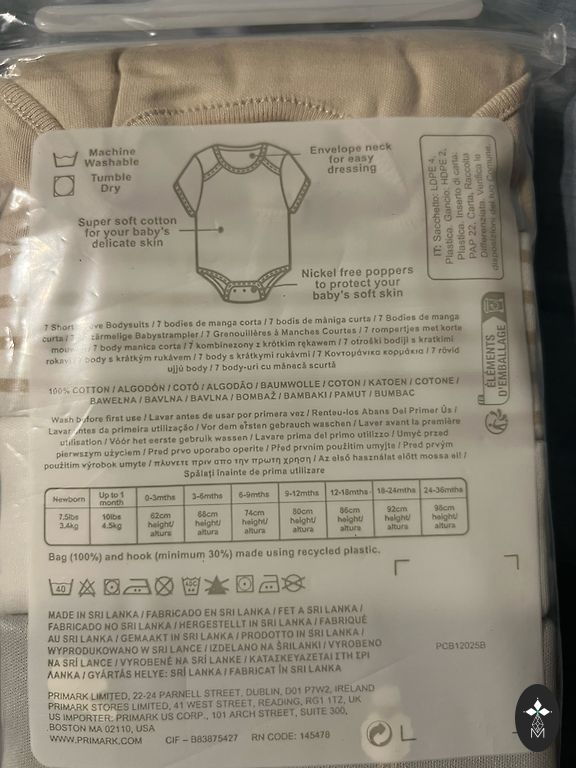 Machine
Washable
Tumble
Dry
Envelope neck
for easy
dressing
Super soft cotton
for your baby's
delicate skin
Nickel free poppers
to protect your
baby's soft skin
IT: Sacchetto: LDPE 4,
Plastica. Gancio, HDPE 2,
Plastica. Inserto di carta:
PAP 22, Carta, Raccolta
Differenziata. Verifica le
disposizioni del tuo Comune.
ÉLÉMENTS
D'EMBALLAGE
FR
7 Short Sleeve Bodysuits / 7 bodies de manga corta / 7 bodis de màniga curta / 7 Bodies de manga
curta / 7 Kurzärmelige Babystrampler / 7 Grenouillères à Manches Courtes / 7 rompertjes met korte
/ 7 body manica corta / 7 kombinezony z krótkim rękawem / 7 otroški bodiji s kratkimi
rokavi / 7 body s krátkým rukávem / 7 body s krátkymi rukávmi / 7 Κοντομάνικα κορμάκια / 7 rövid
ujjú body / 7 body-uri cu mânecă scurtă
100% COTTON / ALGODÓN / COTÓ / ALGODÃO / BAUMWOLLE / COTON / KATOEN / COTONE /
BAWEŁNA / BAVLNA / BAVLNA / BOMBAŽ / BAMBAKI / PAMUT / BUMBAC
Wash before first use / Lavar antes de usar por primera vez / Renteu-los Abans Del Primer Ús /
Lavar antes da primeira utilização / Vor dem ersten gebrauch waschen / Laver avant la première
utilisation / Vóór het eerste gebruik wassen / Lavare prima del primo utilizzo / Umyć przed
pierwszym użyciem / Pred prvo uporabo operite / Před prvním použitím umyjte / Pred prvým
použitím výrobok umyte / πλυνετε πριν απο την πρωτη χρηση / Az első használat előtt mossa el /
Spălați înainte de prima utilizare
Newborn Up to 1 month 0-3mths 3-6mths 6-9mths 9-12mths 12-18mths 18-24mths 24-36mths
7.5lbs 10lbs 62cm 68cm 74cm 80cm 86cm 92cm 98cm
3.4kg 4.5kg height/ height/ height/ height/ height/ height/ height/
altura altura altura altura altura altura altura
Bag (100%) and hook (minimum 30%) made using recycled plastic.
40
MADE IN SRI LANKA / FABRICADO EN SRI LANKA / FET A SRI LANKA /
FABRICADO NO SRI LANKA / HERGESTELLT IN SRI LANKA / FABRIQUÉ
AU SRI LANKA / GEMAAKT IN SRI LANKA / PRODOTTO IN SRI LANKA /
WYPRODUKOWANO W SRI LANCE / IZDELANO NA ŠRILANKI / VYROBENO
NA SRÍ LANCE / VYROBENÉ NA SRÍ LANKE / ΚΑΤΑΣΚΕΥΑΖΕΤΑΙ ΣΤΗ ΣΡΙ
ΛΑΝΚΑ / GYÁRTÁS HELYE: SRÍ LANKA / FABRICAT ÎN SRI LANKA
PCB12025B
PRIMARK LIMITED, 22-24 PARNELL STREET, DUBLIN, D01 P7W2, IRELAND
PRIMARK STORES LIMITED, 41 WEST STREET, READING, RG1 1TZ, UK
US IMPORTER: PRIMARK US CORP., 101 ARCH STREET, SUITE 300,
BOSTON MA 02110, USA
WWW.PRIMARK.COM CIF – B83875427 RN CODE: 145478